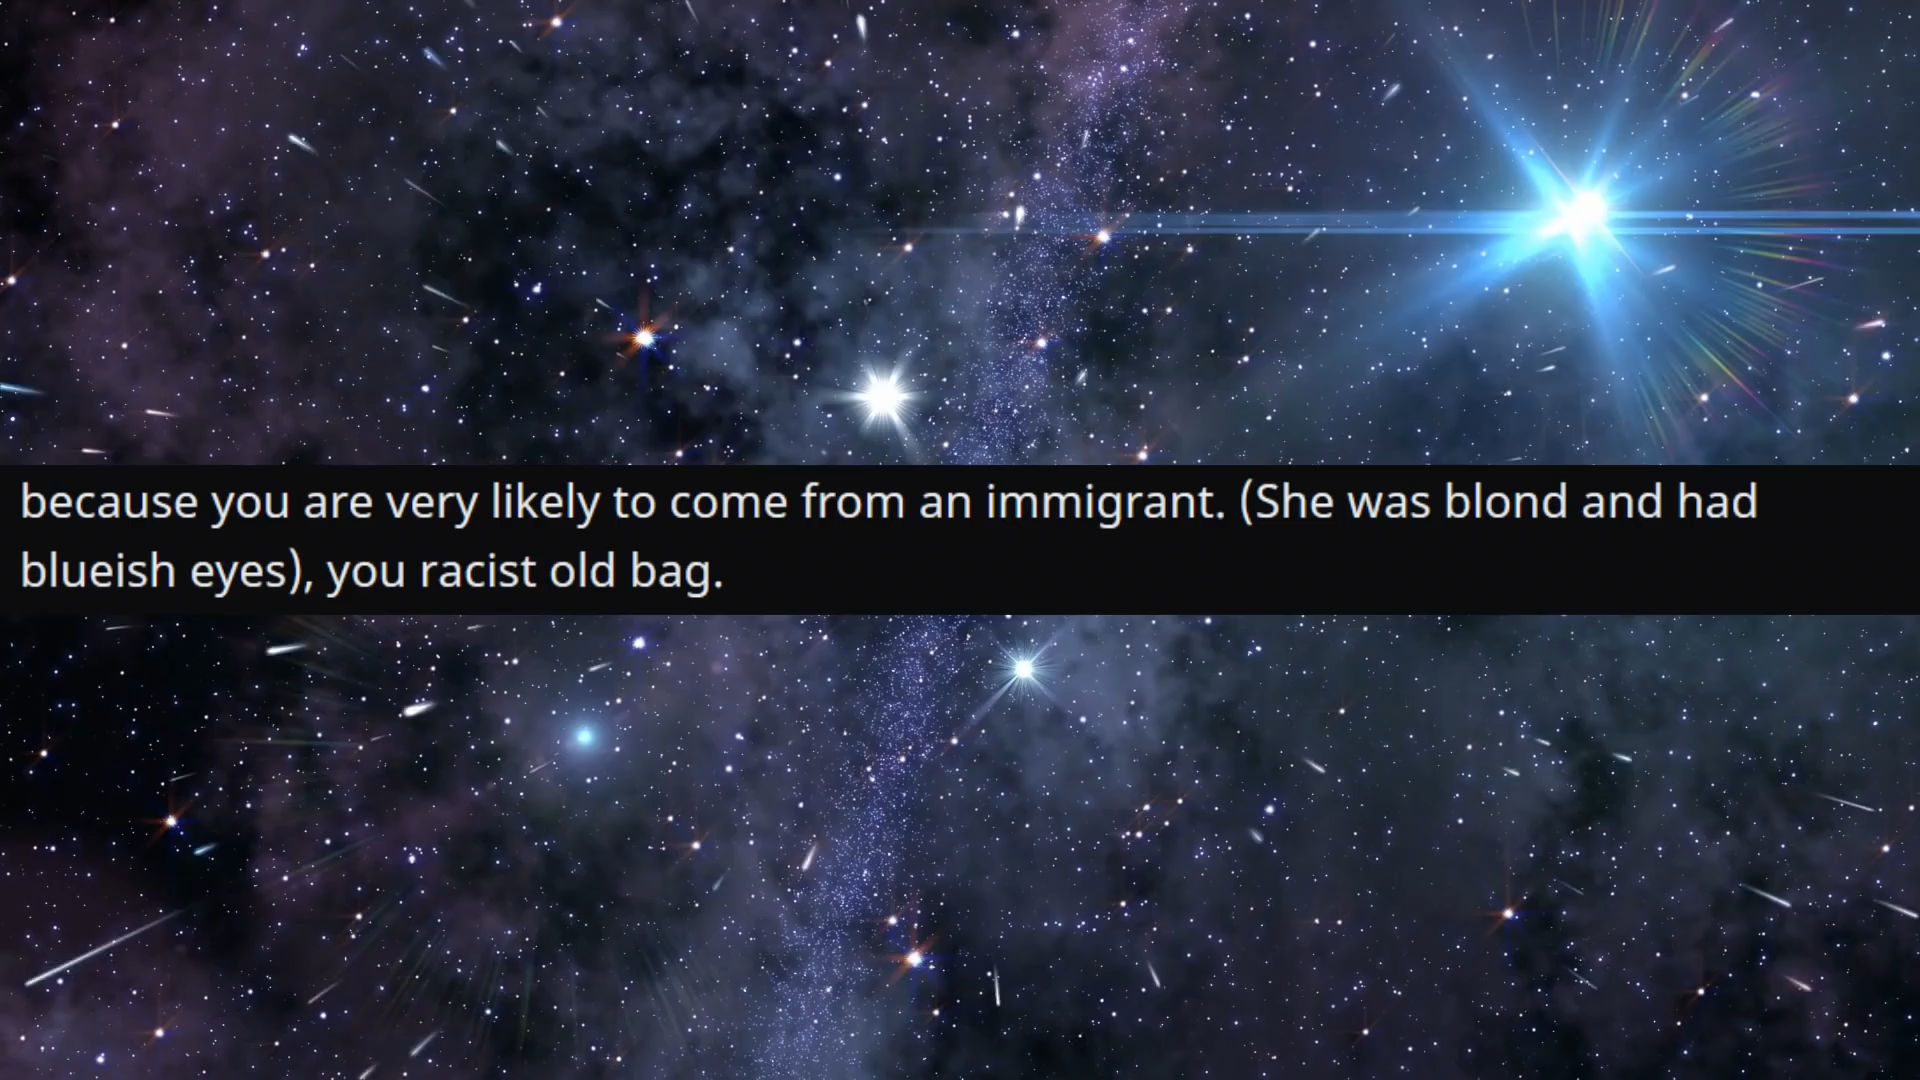 because you are very likely to come from an immigrant. (She was blond and had
blueish eyes), you racist old bag.